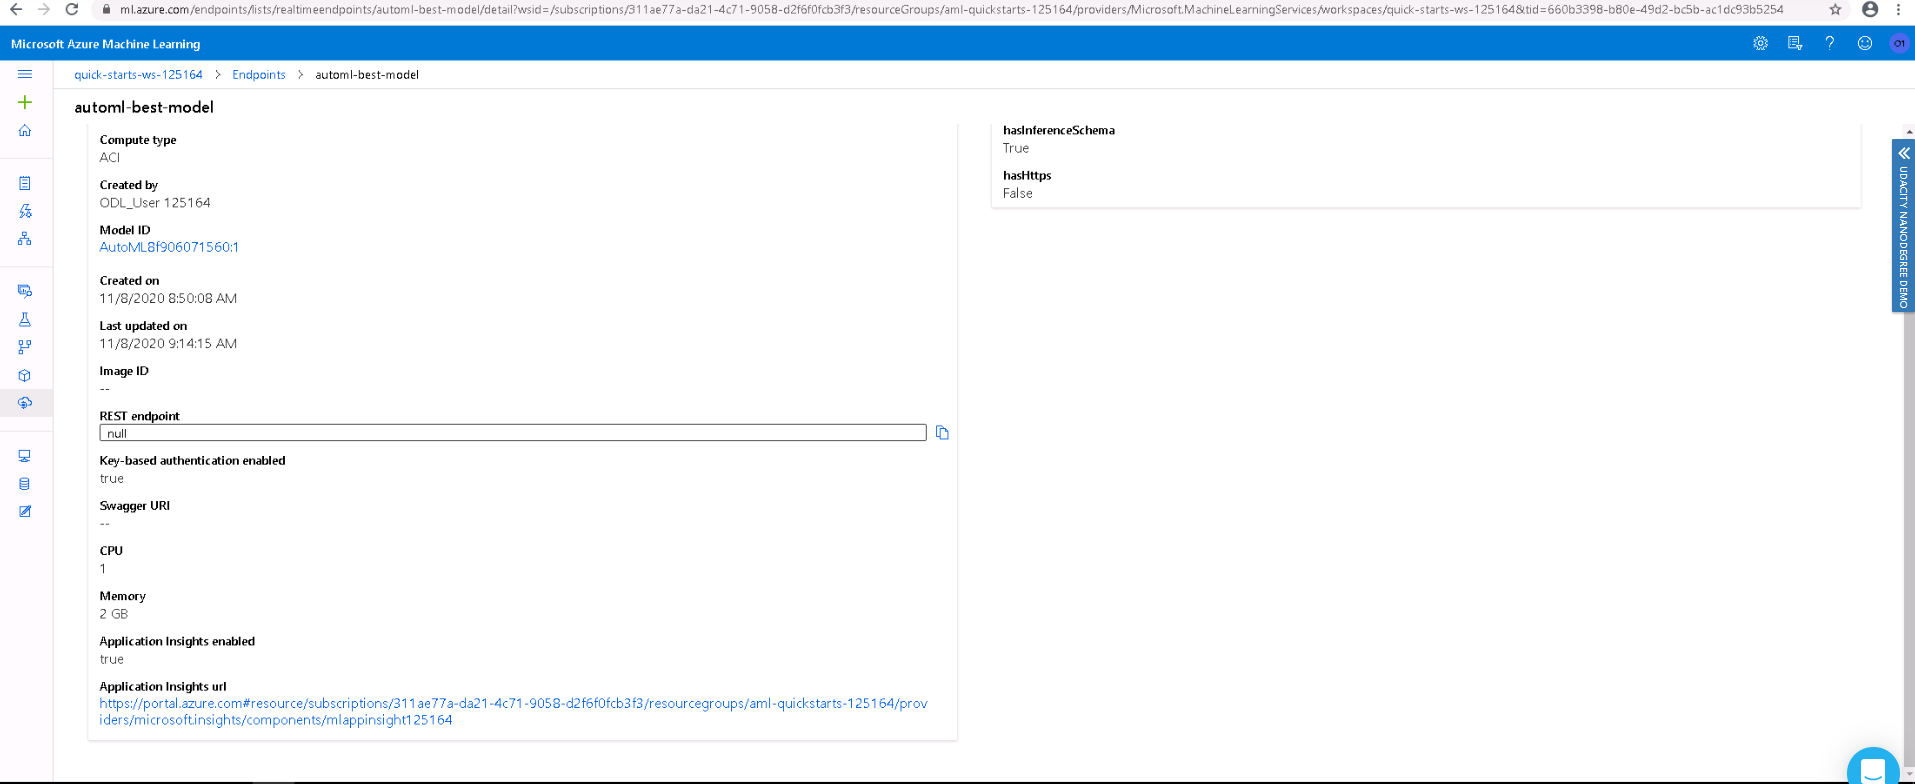 ml.azure.com/endpoints/lists/realtimeendpoints/automl-best-model/detail?wsid=/subscriptions/311ae77a-da21-4c71-9058-d2f6f0fcb3f3/resourceGroups/aml-quickstarts-125164/providers/Microsoft.MachineLearningServices/workspaces/quick-starts-ws-125164&tid=660b3398-b80e-49d2-bc5b-ac1dc93b5254
Microsoft Azure Machine Learning
?
01
quick-starts-ws-125164 > Endpoints > automl-best-model
automl-best-model
Compute type
ACI
Created by
ODL_User 125164
Model ID
AutoML8f906071560:1
Created on
11/8/2020 8:50:08 AM
Last updated on
11/8/2020 9:14:15 AM
Image ID
--
REST endpoint
null
Key-based authentication enabled
true
Swagger URI
--
CPU
1
Memory
2 GB
Application Insights enabled
true
Application Insights url
https://portal.azure.com#resource/subscriptions/311ae77a-da21-4c71-9058-d2f6f0fcb3f3/resourcegroups/aml-quickstarts-125164/prov
iders/microsoft.insights/components/mlappinsight125164
hasInferenceSchema
True
hasHttps
False
UDACITY NANODEGREE DEMO